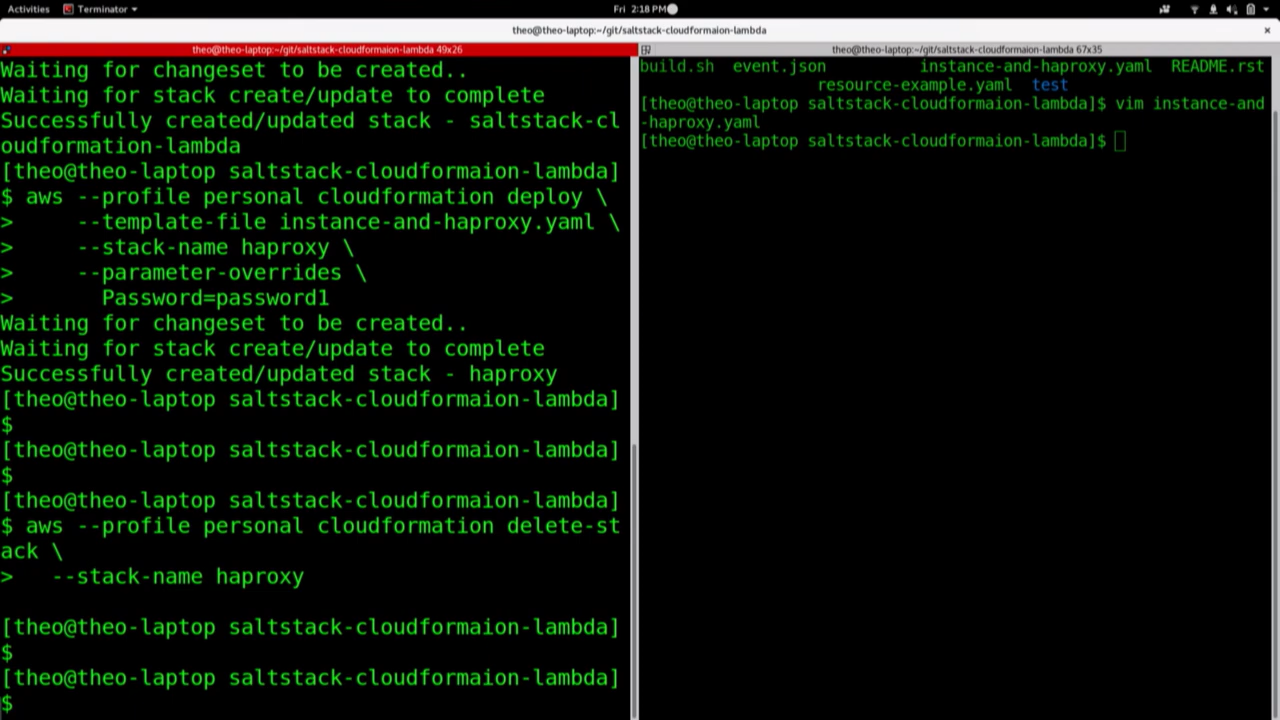 Activities Terminator Fri 2:18 PM
theo@theo-laptop:~/git/saltstack-cloudformaion-lambda
theo@theo-laptop:~/git/saltstack-cloudformaion-lambda 49x26
Waiting for changeset to be created..
Waiting for stack create/update to complete
Successfully created/updated stack - saltstack-cl
oudformation-lambda
[theo@theo-laptop saltstack-cloudformaion-lambda]
$ aws --profile personal cloudformation deploy \
>     --template-file instance-and-haproxy.yaml \
>     --stack-name haproxy \
>     --parameter-overrides \
>       Password=password1
Waiting for changeset to be created..
Waiting for stack create/update to complete
Successfully created/updated stack - haproxy
[theo@theo-laptop saltstack-cloudformaion-lambda]
$
[theo@theo-laptop saltstack-cloudformaion-lambda]
$
[theo@theo-laptop saltstack-cloudformaion-lambda]
$ aws --profile personal cloudformation delete-st
ack \
>   --stack-name haproxy
[theo@theo-laptop saltstack-cloudformaion-lambda]
$
[theo@theo-laptop saltstack-cloudformaion-lambda]
$
theo@theo-laptop:~/git/saltstack-cloudformaion-lambda 67x35
build.sh event.json instance-and-haproxy.yaml README.rst
resource-example.yaml test
[theo@theo-laptop saltstack-cloudformaion-lambda]$ vim instance-and
-haproxy.yaml
[theo@theo-laptop saltstack-cloudformaion-lambda]$